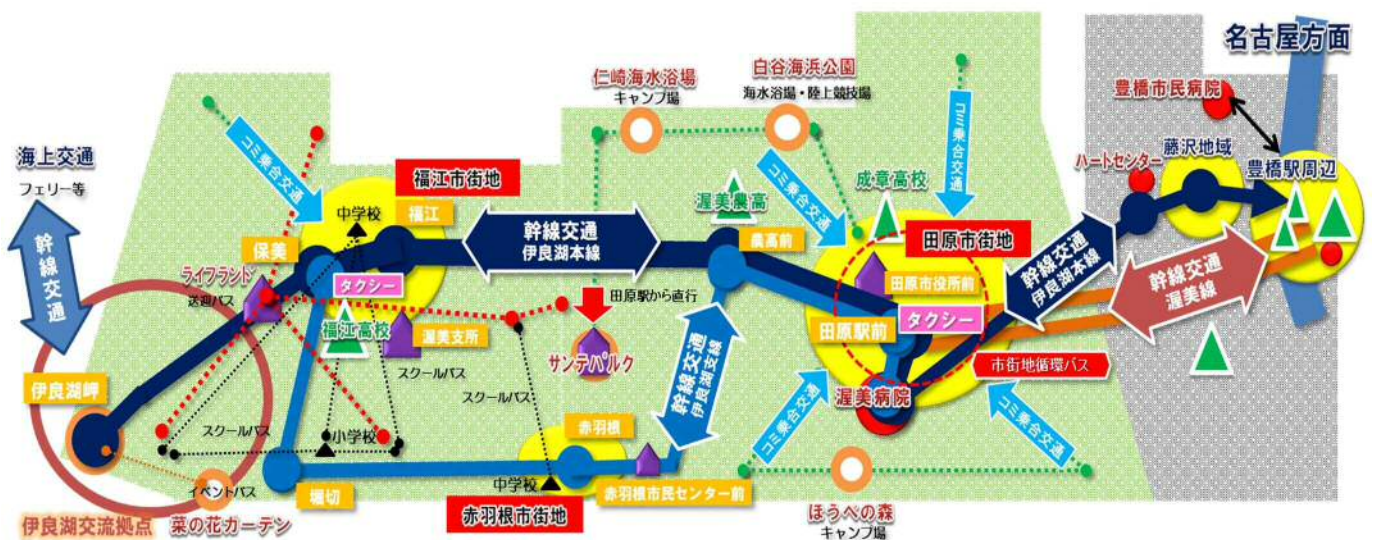 名古屋方面
仁崎海水浴場
キャンプ場
白谷海浜公園
海水浴場・陸上競技場
豊橋市民病院
コミ乗合交通
コミ乗合交通
海上交通
フェリー等
幹線交通
福江市街地
中学校
福江
保美
渥美農高
コミ乗合交通
成章高校
ハートセンター
藤沢地域
豊橋駅周辺
幹線交通
伊良湖本線
農高前
田原市街地
幹線交通
伊良湖本線
幹線交通
渥美線
ライフランド
送迎バス
タクシー
福江高校
渥美支所
田原駅から直行
田原市役所前
田原駅前
タクシー
サンテパルク
スクールバス
スクールバス
幹線交通
伊良湖支線
市街地循環バス
渥美病院
伊良湖岬
スクールバス
小学校
赤羽根
コミ乗合交通
コミ乗合交通
イベントバス
堀切
中学校
赤羽根市民センター前
伊良湖交流拠点
菜の花カーテン
赤羽根市街地
ほうべの森
キャンプ場